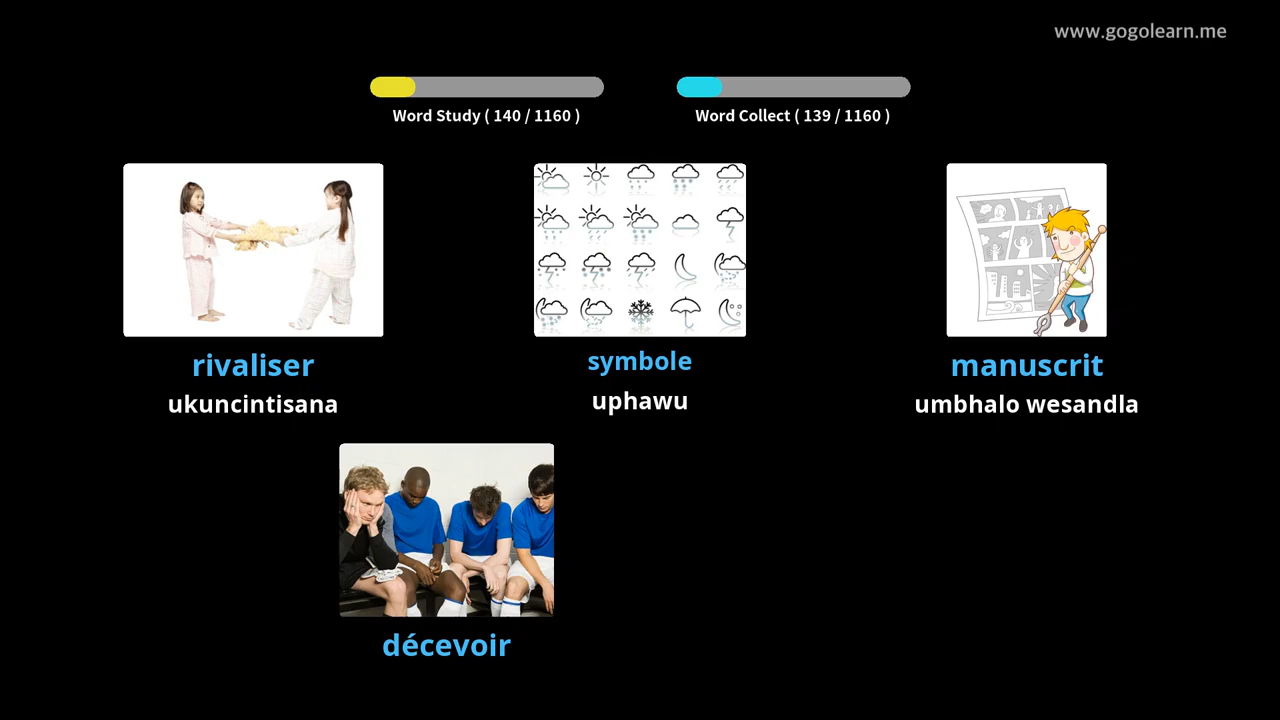 www.gogolearn.me
Word Study ( 140 / 1160 )
Word Collect ( 139 / 1160 )
rivaliser
ukuncintisana
symbole
uphawu
manuscrit
umbhalo wesandla
décevoir